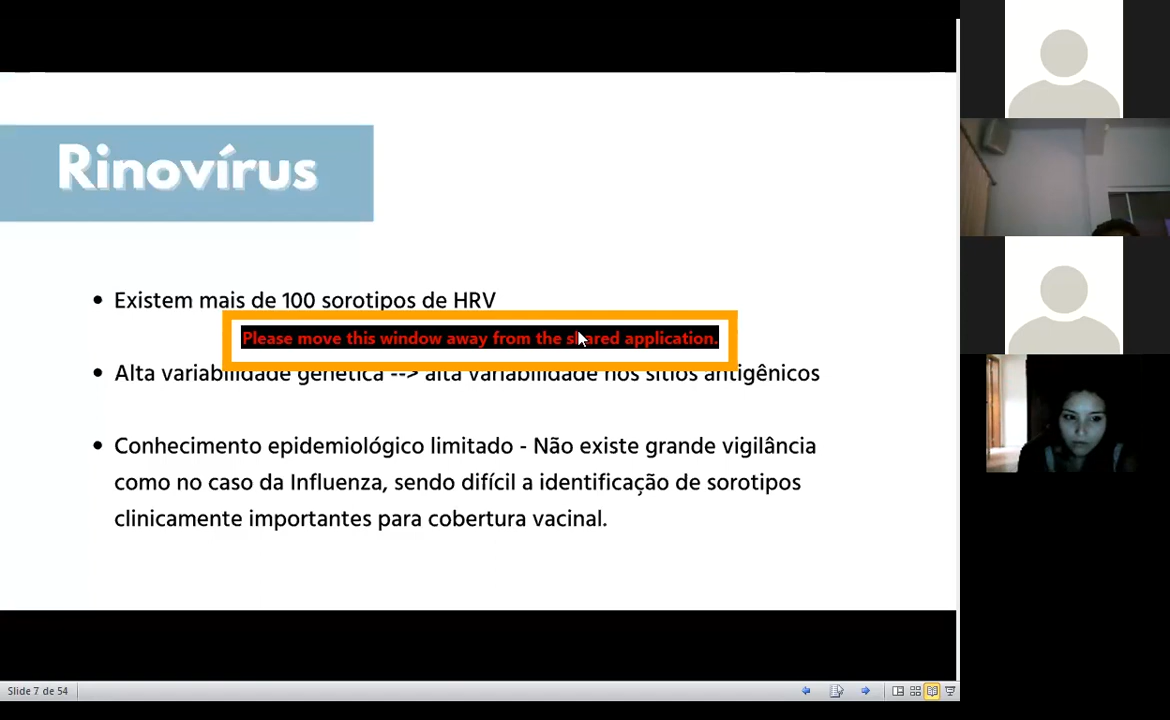 Rinovírus
• Existem mais de 100 sorotipos de HRV
Please move this window away from the shared application.
• Alta variabilidade genética --> alta variabilidade nos sítios antigênicos
• Conhecimento epidemiológico limitado - Não existe grande vigilância
como no caso da Influenza, sendo difícil a identificação de sorotipos
clinicamente importantes para cobertura vacinal.
Slide 7 de 54